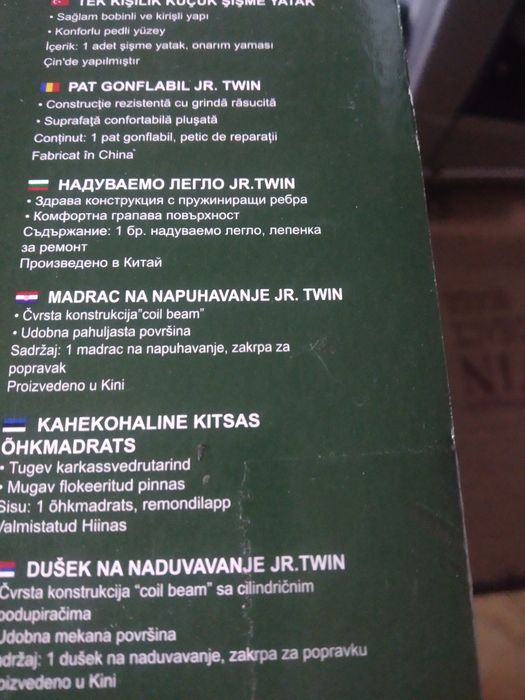 TEK KİŞİLİK KÜÇÜK ŞİŞME YATAK
• Sağlam bobinli ve kirişli yapı
• Konforlu pedli yüzey
İçerik: 1 adet şişme yatak, onarım yaması
Çin'de yapılmıştır
PAT GONFLABIL JR. TWIN
• Construcţie rezistentă cu grindă răsucită
• Suprafaţă confortabilă pluşată
Conţinut: 1 pat gonflabil, petic de reparaţii
Fabricat în China
НАДУВАЕМО ЛЕГЛО JR.TWIN
• Здрава конструкция с пружиниращи ребра
• Комфортна грапава повърхност
Съдържание: 1 бр. надуваемо легло, лепенка
за ремонт
Произведено в Китай
MADRAC NA NAPUHAVANJE JR. TWIN
• Čvrsta konstrukcija"coil beam"
• Udobna pahuljasta površina
Sadržaj: 1 madrac na napuhavanje, zakrpa za
popravak
Proizvedeno u Kini
KAHEKOHALINE KITSAS
ÕHKMADRATS
• Tugev karkassvedrutarind
• Mugav flokeeritud pinnas
Sisu: 1 õhkmadrats, remondilapp
Valmistatud Hiinas
DUŠEK NA NADUVAVANJE JR.TWIN
Čvrsta konstrukcija "coil beam" sa cilindričnim
podupiračima
Udobna mekana površina
adržaj: 1 dušek na naduvavanje, zakrpa za popravku
oizvedeno u Kini